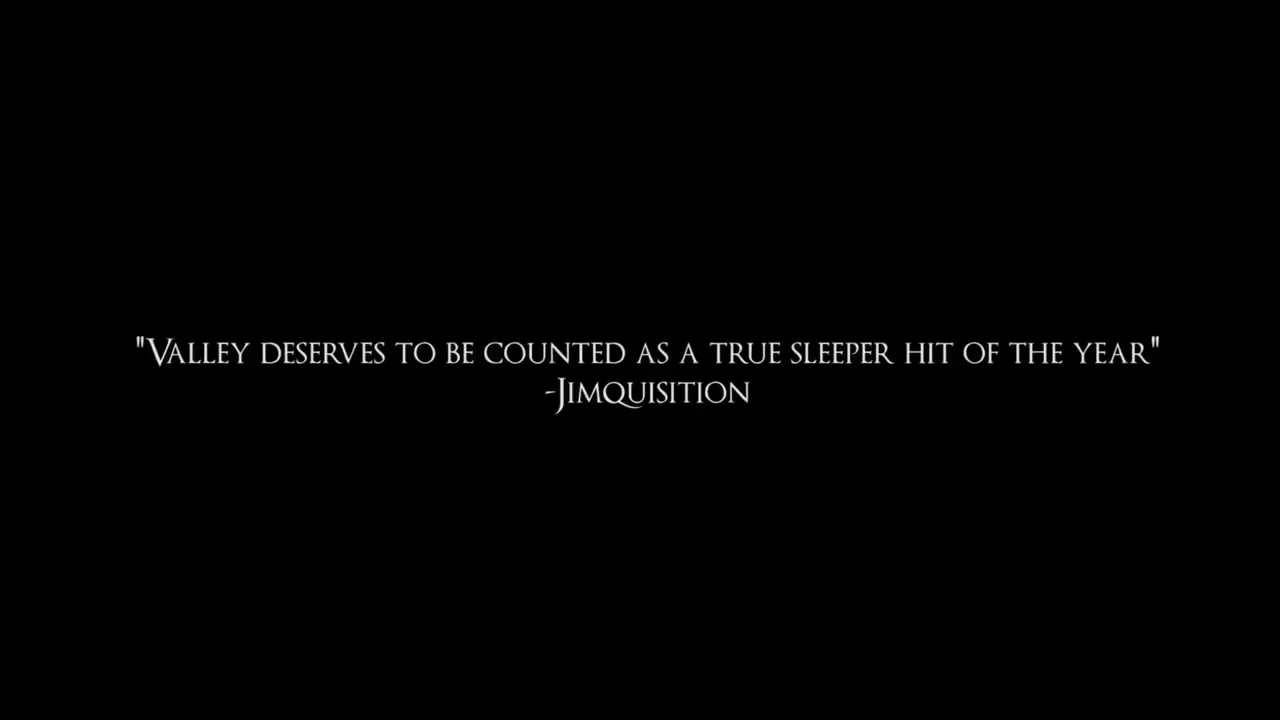 "Valley deserves to be counted as a true sleeper hit of the year"
-Jimquisition